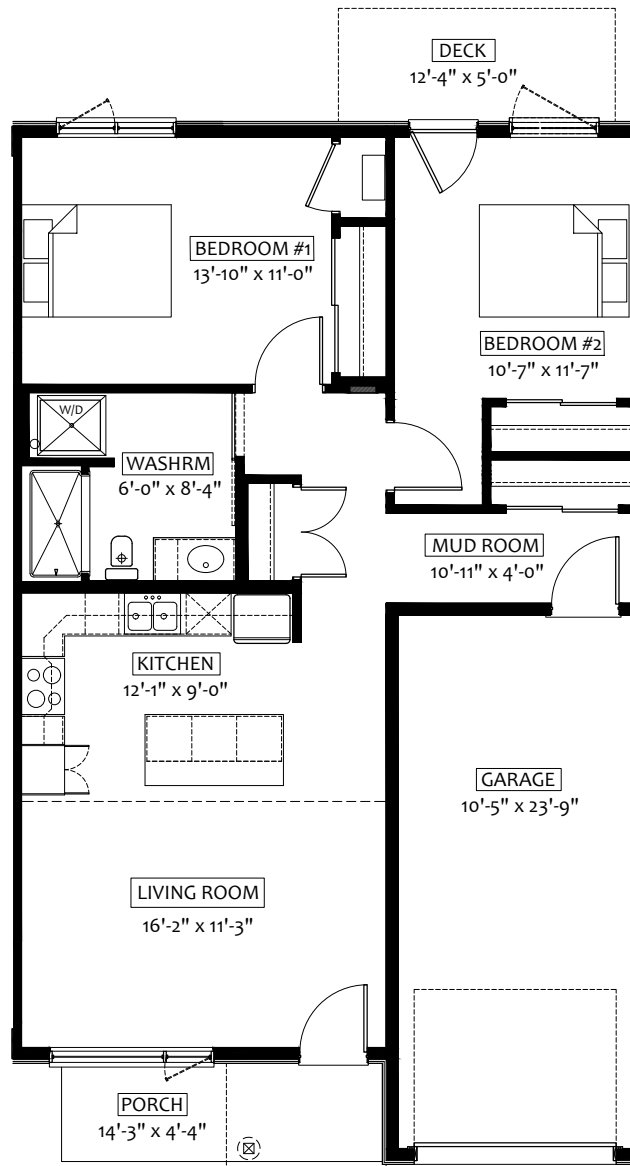 DECK
12'-4" x 5'-0"
BEDROOM #1
13'-10" x 11'-0"
BEDROOM #2
10'-7" x 11'-7"
W/D
WASHRM
6'-0" x 8'-4"
MUD ROOM
10'-11" x 4'-0"
KITCHEN
12'-1" x 9'-0"
GARAGE
10'-5" x 23'-9"
LIVING ROOM
16'-2" x 11'-3"
PORCH
14'-3" x 4'-4"